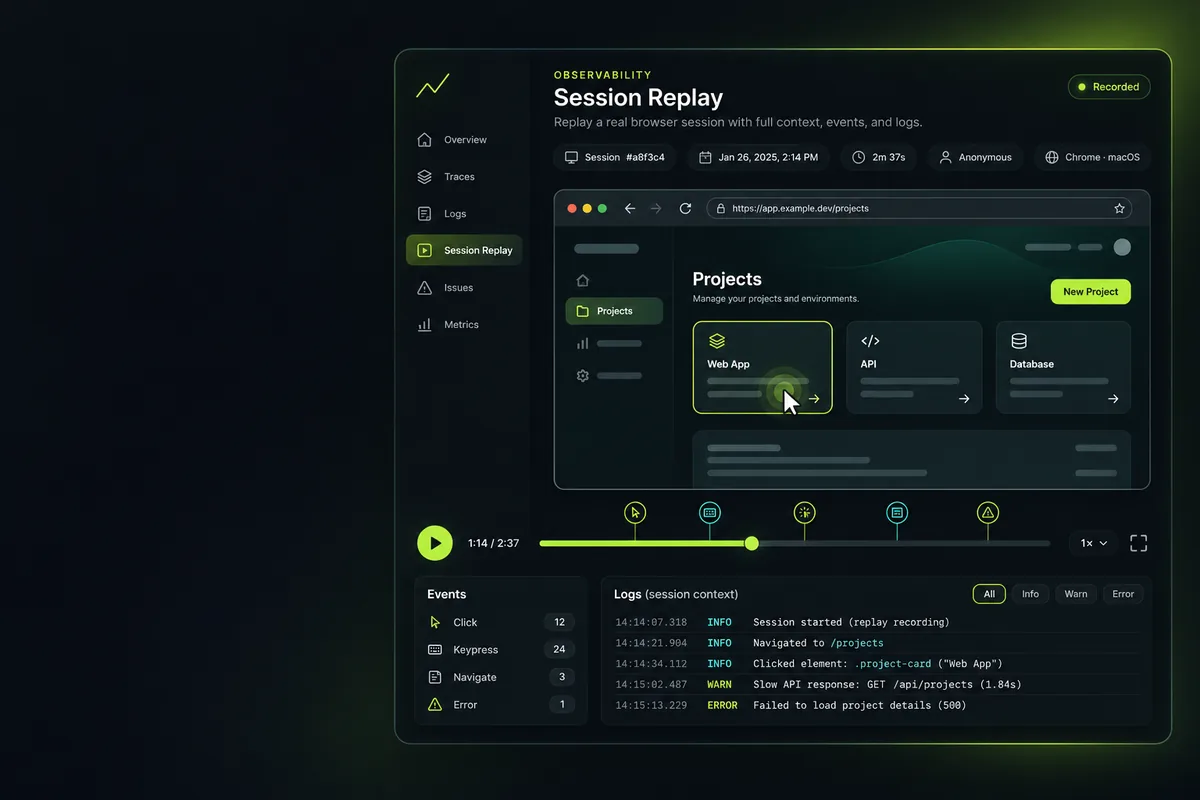 OBSERVABILITY
Session Replay
Recorded
Replay a real browser session with full context, events, and logs.
Session #a8f3c4
Jan 26, 2025, 2:14 PM
2m 37s
Anonymous
Chrome · macOS
Overview
Traces
Logs
Session Replay
Issues
Metrics
https://app.example.dev/projects
Projects
Projects
Manage your projects and environments.
New Project
Web App
API
Database
1:14 / 2:37
1×
Events
Click 12
Keypress 24
Navigate 3
Error 1
Logs (session context)
All Info Warn Error
14:14:07.318 INFO Session started (replay recording)
14:14:21.904 INFO Navigated to /projects
14:14:34.112 INFO Clicked element: .project-card ("Web App")
14:15:02.487 WARN Slow API response: GET /api/projects (1.84s)
14:15:13.229 ERROR Failed to load project details (500)